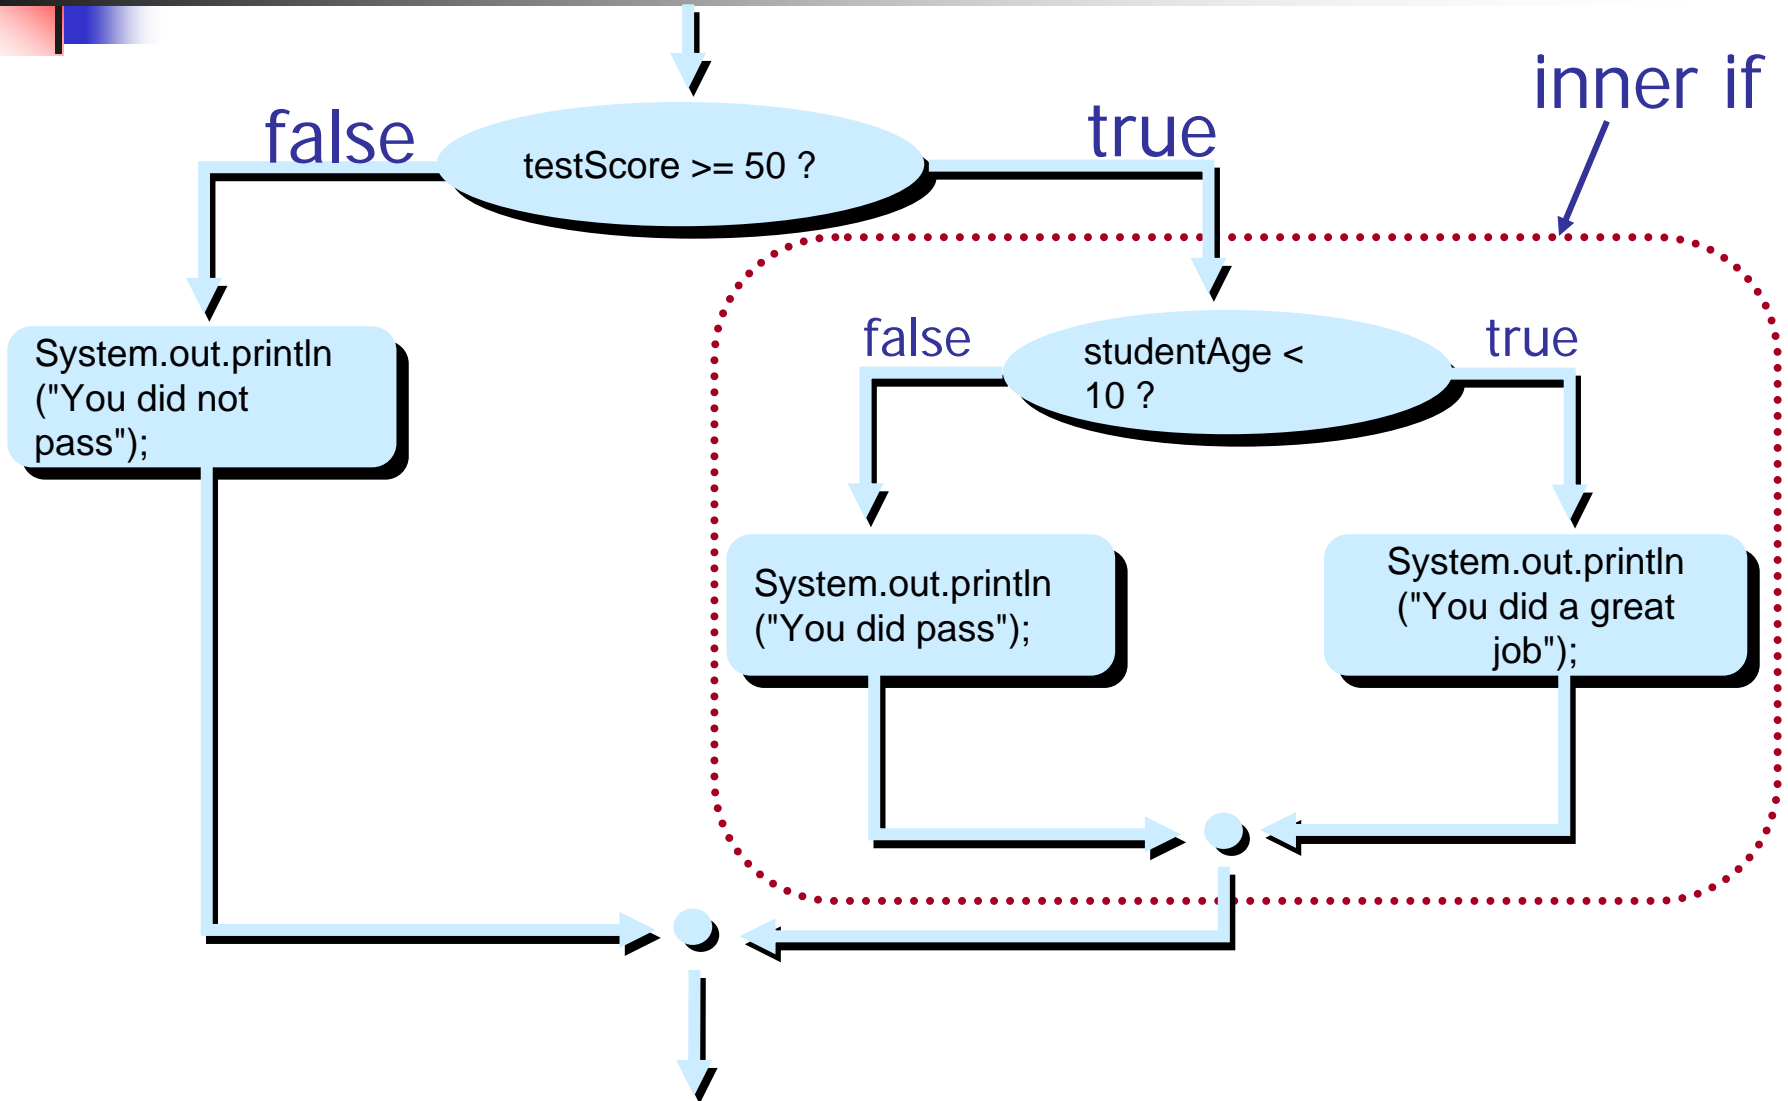 inner if
false
true
testScore >= 50 ?
false
true
studentAge <
10 ?
System.out.println
("You did not
pass");
System.out.println
("You did pass");
System.out.println
("You did a great
job");